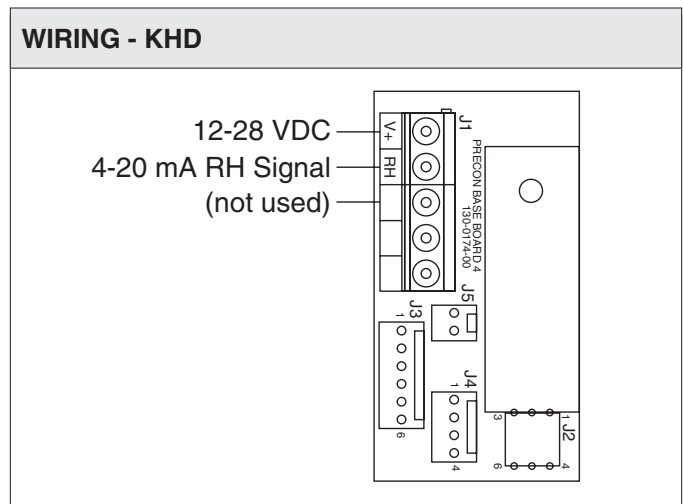 WIRING - KHD
12-28 VDC
4-20 mA RH Signal
(not used)
V+
RH
J1
PRECON BASE BOARD 4
130-0174-00
J5
J3
1
6
J4
1
4
J2
3
1
6
4